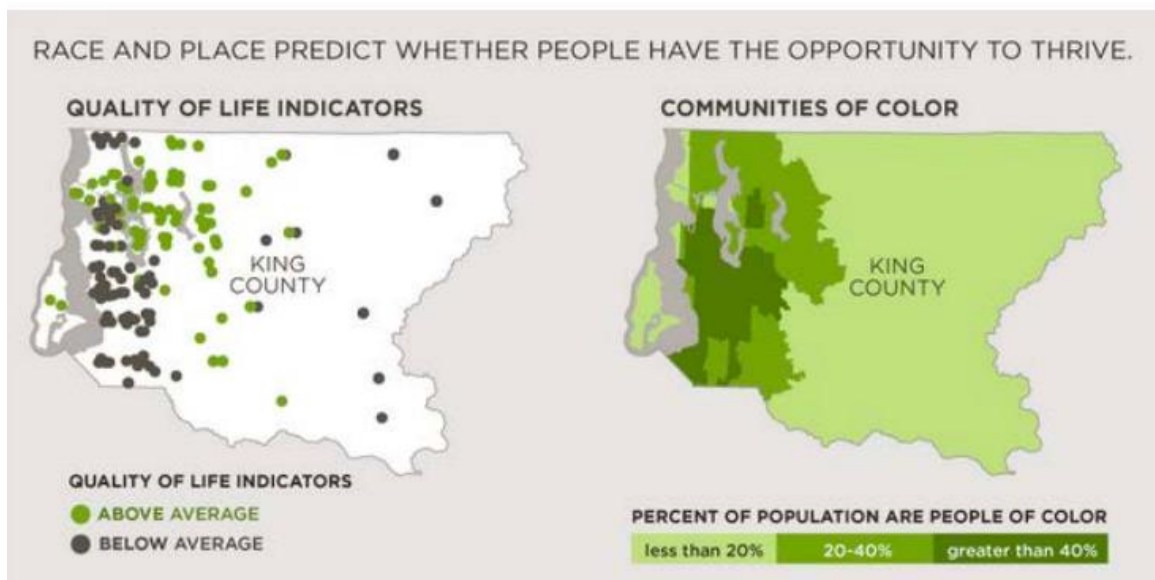 RACE AND PLACE PREDICT WHETHER PEOPLE HAVE THE OPPORTUNITY TO THRIVE.
QUALITY OF LIFE INDICATORS
KING
COUNTY
QUALITY OF LIFE INDICATORS
ABOVE AVERAGE
BELOW AVERAGE
COMMUNITIES OF COLOR
KING
COUNTY
PERCENT OF POPULATION ARE PEOPLE OF COLOR
less than 20% 20-40% greater than 40%